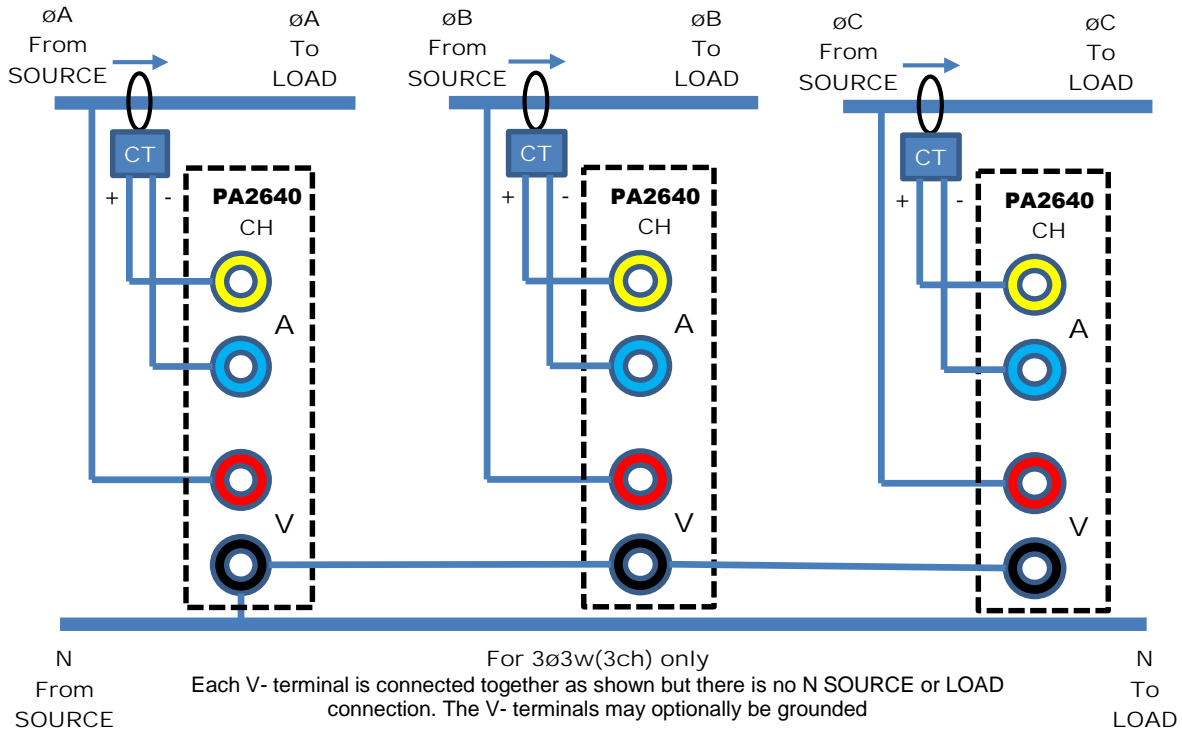 øA
From
SOURCE
øA
To
LOAD
øB
From
SOURCE
øB
To
LOAD
øC
From
SOURCE
øC
To
LOAD
CT
+ -
PA2640
CH
A
V
CT
+ -
PA2640
CH
A
V
CT
+ -
PA2640
CH
A
V
N
From
SOURCE
For 3ø3w(3ch) only
Each V- terminal is connected together as shown but there is no N SOURCE or LOAD
connection. The V- terminals may optionally be grounded
N
To
LOAD